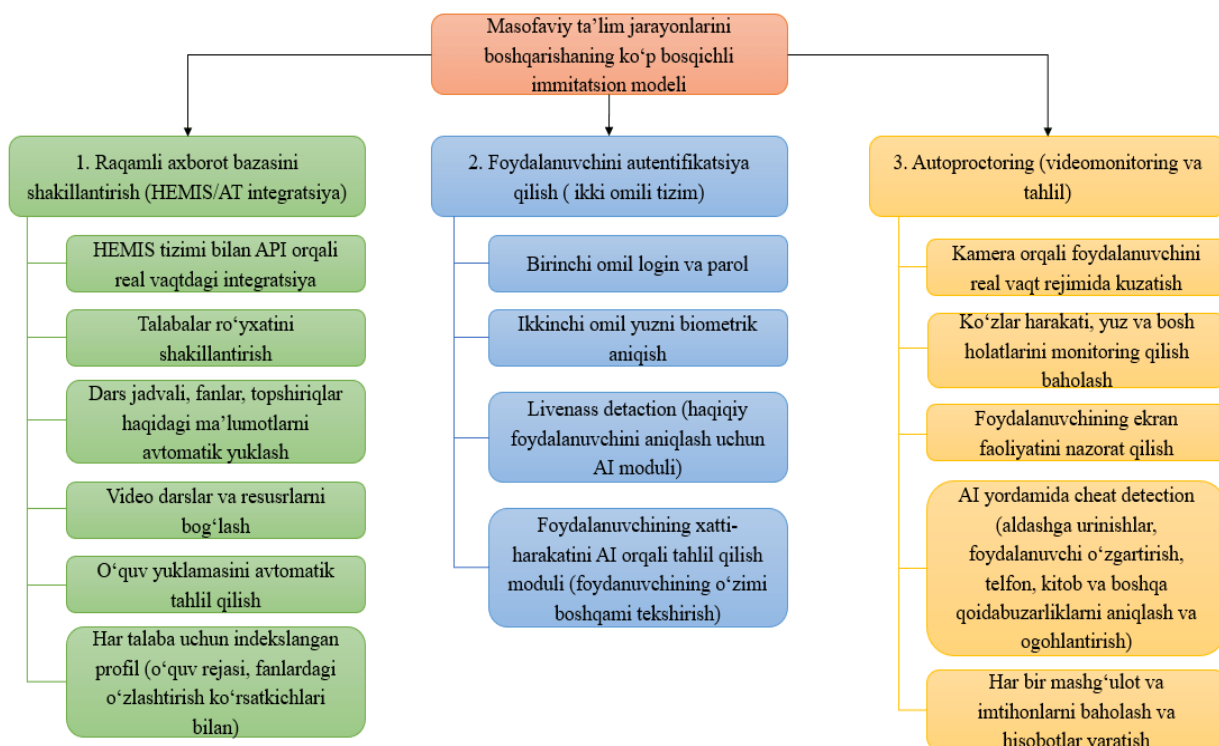 Masofaviy ta’lim jarayonlarini
boshqarishaning ko‘p bosqichli
immitatsion modeli
1. Raqamli axborot bazasini
shakillantirish (HEMIS/AT integratsiya)
HEMIS tizimi bilan API orqali
real vaqtdagi integratsiya
Talabalar ro‘yxatini
shakillantirish
Dars jadvali, fanlar, topshiriqlar
haqidagi ma’lumotlarni
avtomatik yuklash
Video darslar va resusrlarni
bog‘lash
O‘quv yuklamasini avtomatik
tahlil qilish
Har talaba uchun indekslangan
profil (o‘quv rejasi, fanlardagi
o‘zlashtirish ko‘rsatkichlari
bilan)
2. Foydalanuvchini autentifikatsiya
qilish ( ikki omili tizim)
Birinchi omil login va parol
Ikkinchi omil yuzni biometrik
aniqish
Livenass detection (haqiqiy
foydalanuvchini aniqlash uchun
AI moduli)
Foydalanuvchining xatti-
harakatini AI orqali tahlil qilish
moduli (foydanuvchining o‘zimi
boshqami tekshirish)
3. Autoproctoring (videomonitoring va
tahlil)
Kamera orqali foydalanuvchini
real vaqt rejimida kuzatish
Ko‘zlar harakati, yuz va bosh
holatlarini monitoring qilish
baholash
Foydalanuvchining ekran
faoliyatini nazorat qilish
AI yordamida cheat detection
(aldashga urinishlar,
foydalanuvchi o‘zgartirish,
telfon, kitob va boshqa
qoidabuzarliklarni aniqlash va
ogohlantirish)
Har bir mashg‘ulot va
imtihonlarni baholash va
hisobotlar yaratish